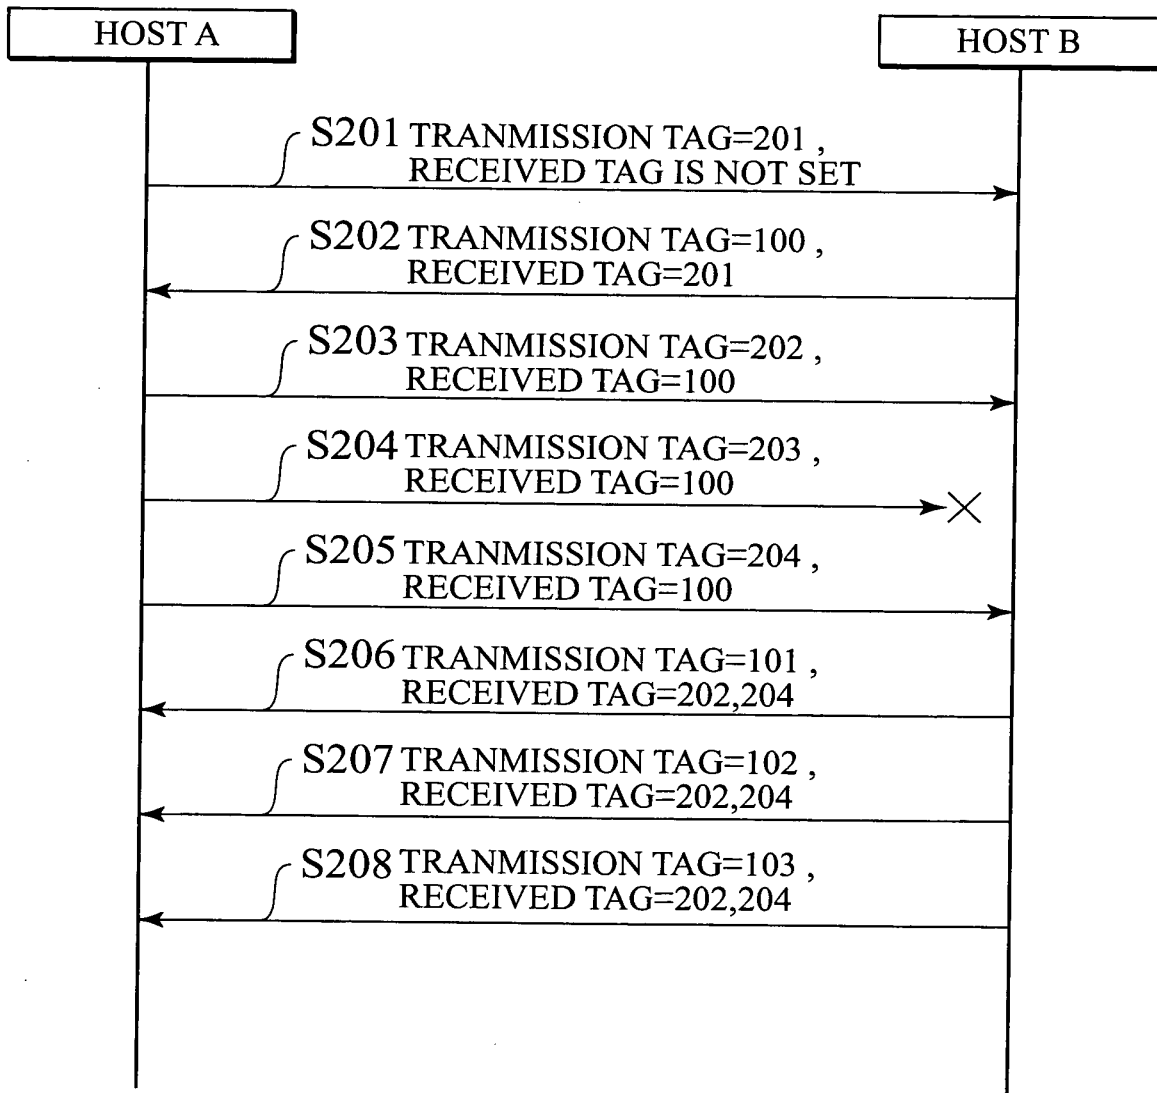 HOST A
HOST B
S201 TRANMISSION TAG=201 ,
RECEIVED TAG IS NOT SET
S202 TRANMISSION TAG=100 ,
RECEIVED TAG=201
S203 TRANMISSION TAG=202 ,
RECEIVED TAG=100
S204 TRANMISSION TAG=203 ,
RECEIVED TAG=100
S205 TRANMISSION TAG=204 ,
RECEIVED TAG=100
S206 TRANMISSION TAG=101 ,
RECEIVED TAG=202,204
S207 TRANMISSION TAG=102 ,
RECEIVED TAG=202,204
S208 TRANMISSION TAG=103 ,
RECEIVED TAG=202,204